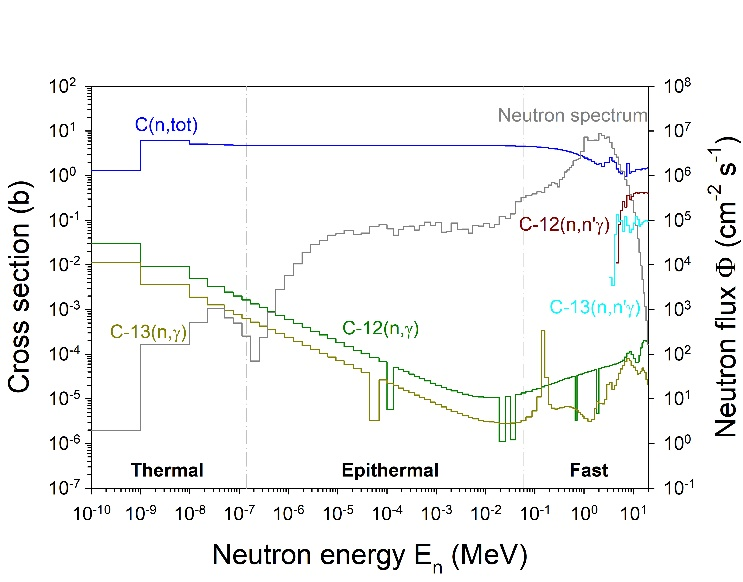 10² 10⁸
C(n,tot) Neutron spectrum
10¹ 10⁷
10⁰ 10⁶
10⁻¹ 10⁵
C-12(n,n'γ)
10⁻² 10⁴
C-13(n,n'γ)
10⁻³ 10³
C-13(n,γ) C-12(n,γ)
10⁻⁴ 10²
10⁻⁵ 10¹
10⁻⁶ 10⁰
Thermal Epithermal Fast
10⁻⁷ 10⁻¹
10⁻¹⁰ 10⁻⁹ 10⁻⁸ 10⁻⁷ 10⁻⁶ 10⁻⁵ 10⁻⁴ 10⁻³ 10⁻² 10⁻¹ 10⁰ 10¹
Neutron energy Eₙ (MeV)
Cross section (b)
Neutron flux Φ (cm⁻² s⁻¹)